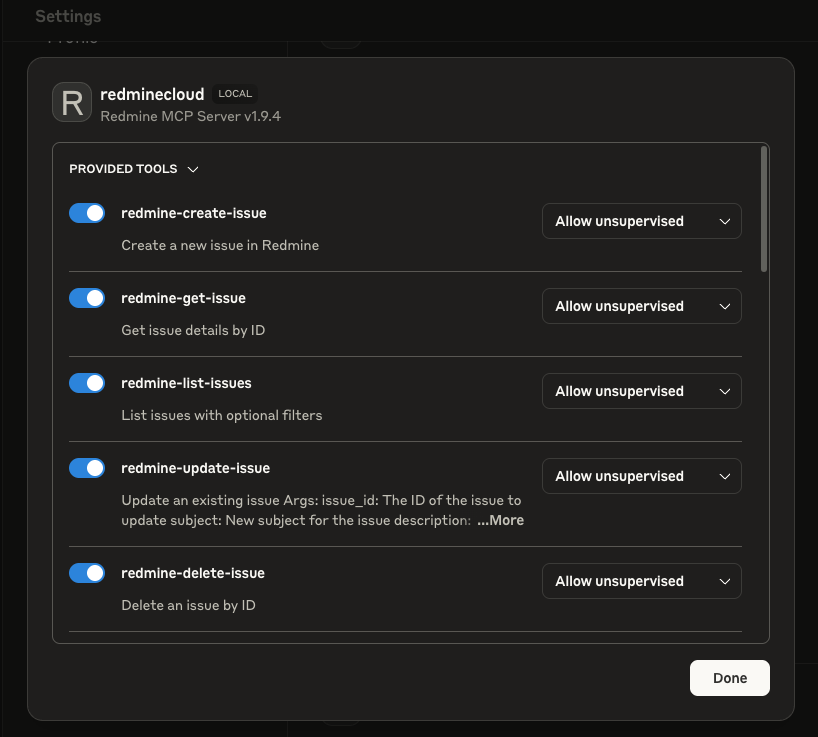 Settings
Profile
R
redminecloud LOCAL
Redmine MCP Server v1.9.4
PROVIDED TOOLS
redmine-create-issue
Allow unsupervised
Create a new issue in Redmine
redmine-get-issue
Allow unsupervised
Get issue details by ID
redmine-list-issues
Allow unsupervised
List issues with optional filters
redmine-update-issue
Allow unsupervised
Update an existing issue Args: issue_id: The ID of the issue to
update subject: New subject for the issue description: ...More
redmine-delete-issue
Allow unsupervised
Delete an issue by ID
Done